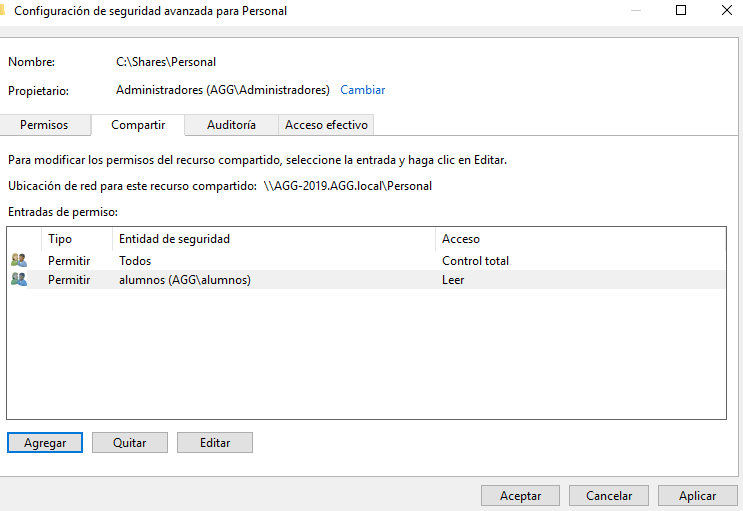 Configuración de seguridad avanzada para Personal
Nombre: C:\Shares\Personal
Propietario: Administradores (AGG\Administradores) Cambiar
Permisos Compartir Auditoría Acceso efectivo
Para modificar los permisos del recurso compartido, seleccione la entrada y haga clic en Editar.
Ubicación de red para este recurso compartido: \\AGG-2019.AGG.local\Personal
Entradas de permiso:
Tipo Entidad de seguridad Acceso
Permitir Todos Control total
Permitir alumnos (AGG\alumnos) Leer
Agregar Quitar Editar
Aceptar Cancelar Aplicar